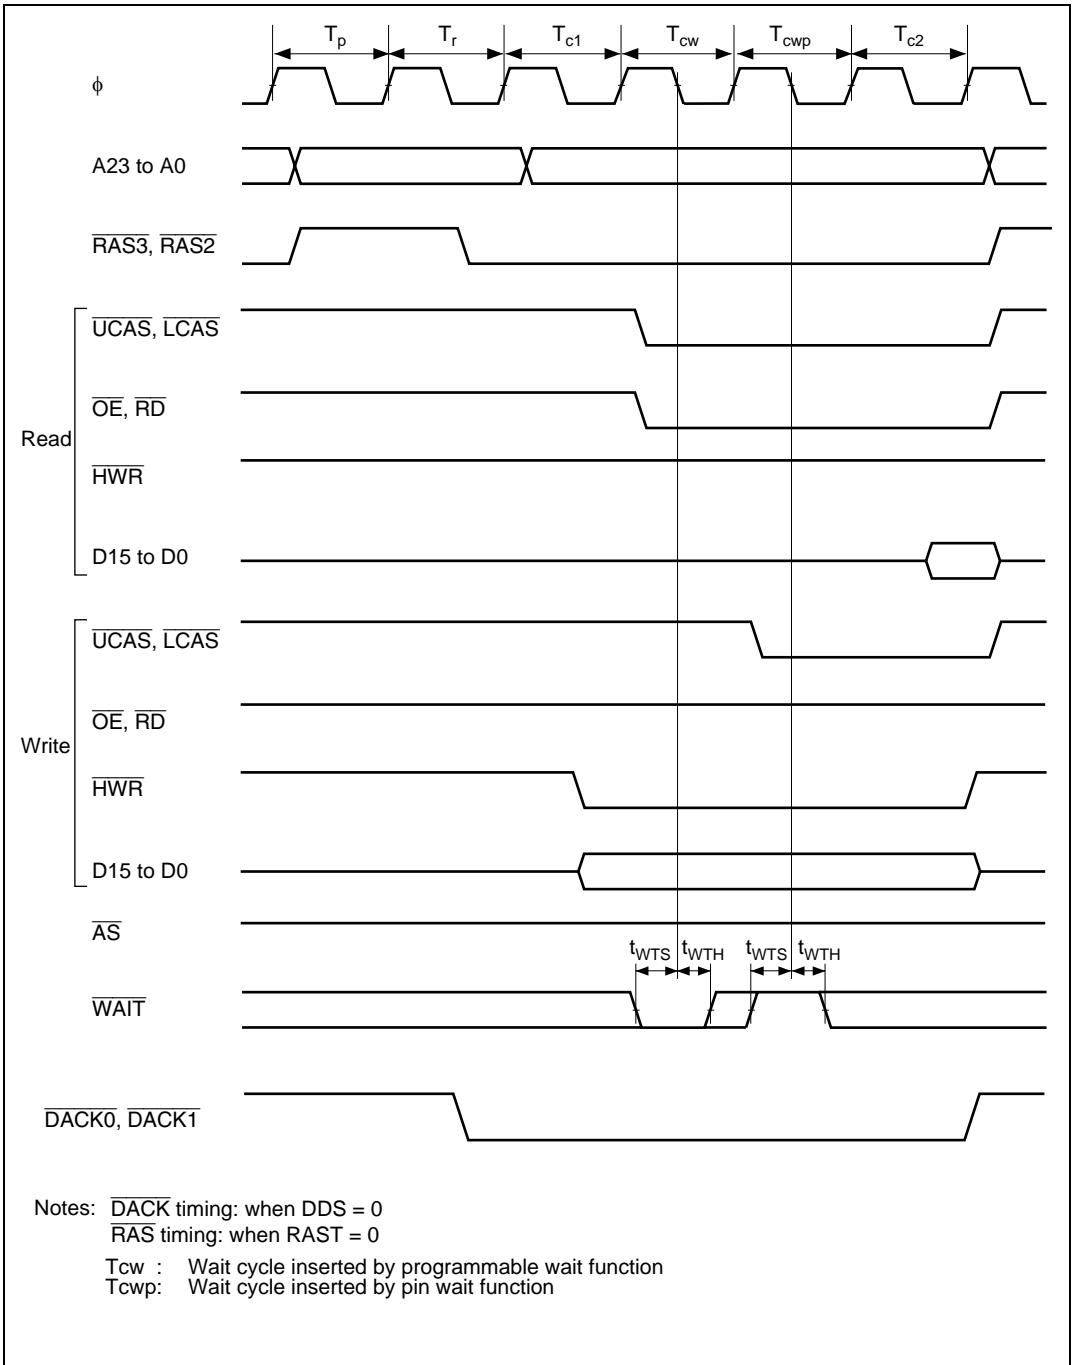 Tp Tr Tc1 Tcw Tcwp Tc2
ϕ
A23 to A0
RAS3, RAS2
Read
UCAS, LCAS
OE, RD
HWR
D15 to D0
Write
UCAS, LCAS
OE, RD
HWR
D15 to D0
AS
tWTS tWTH tWTS tWTH
WAIT
DACK0, DACK1
Notes: DACK timing: when DDS = 0
RAS timing: when RAST = 0
Tcw : Wait cycle inserted by programmable wait function
Tcwp: Wait cycle inserted by pin wait function